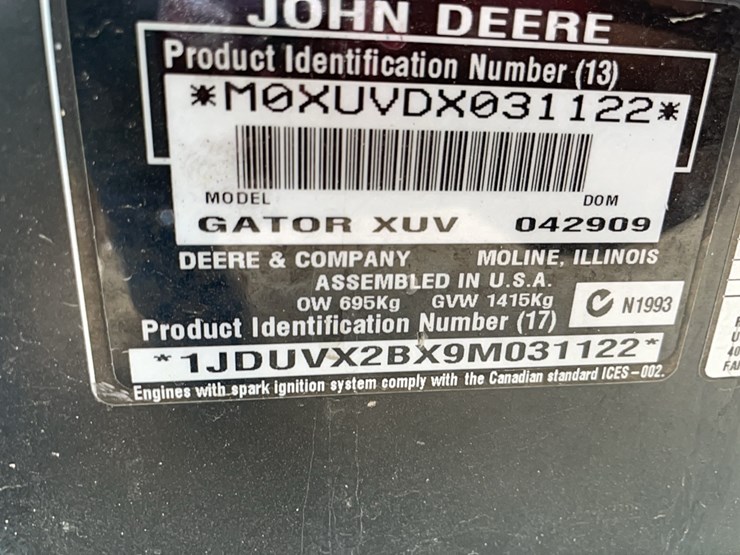 JOHN DEERE
Product Identification Number (13)
*M0XUVDX031122*
MODEL DOM
GATOR XUV 042909
DEERE & COMPANY MOLINE, ILLINOIS
ASSEMBLED IN U.S.A.
OW 695Kg GVW 1415Kg
N1993
Product Identification Number (17)
*1JDUVX2BX9M031122*
Engines with spark ignition system comply with the Canadian standard ICES-002.